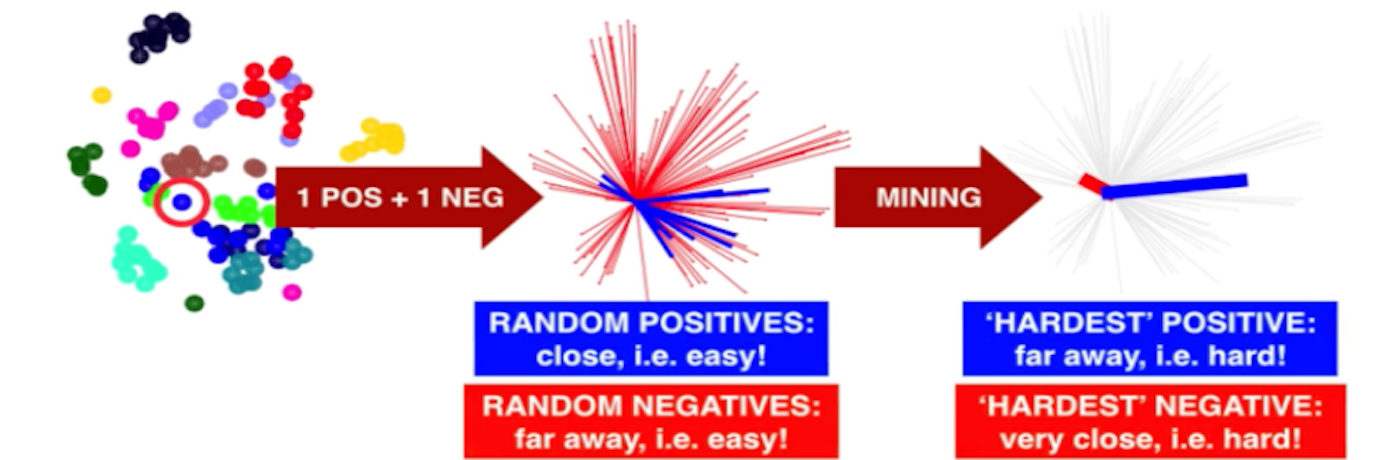 1 POS + 1 NEG
MINING
RANDOM POSITIVES:
close, i.e. easy!
RANDOM NEGATIVES:
far away, i.e. easy!
‘HARDEST’ POSITIVE:
far away, i.e. hard!
‘HARDEST’ NEGATIVE:
very close, i.e. hard!